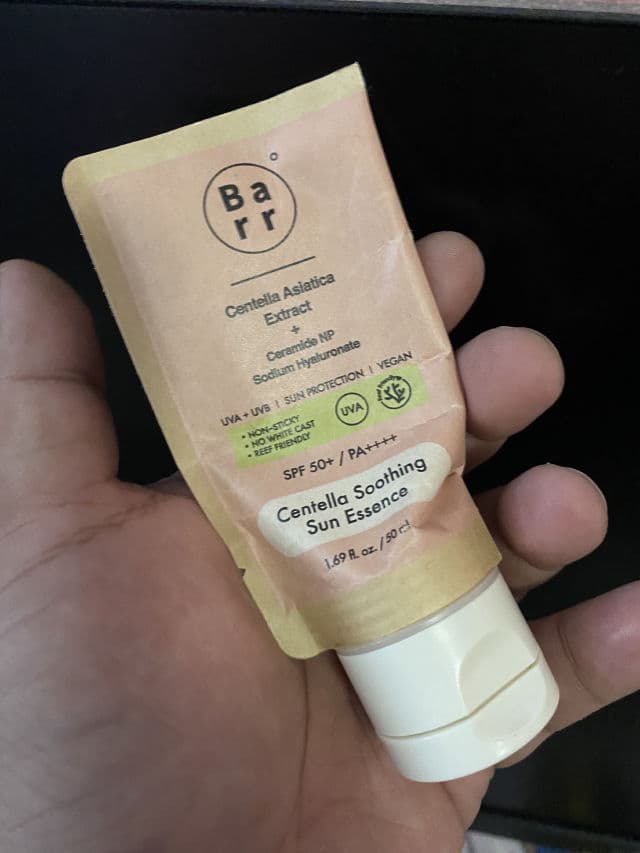 Ba
rr
Centella Asiatica
Extract
+
Ceramide NP
Sodium Hyaluronate
UVA + UVB | SUN PROTECTION | VEGAN
• NON-STICKY
• NO WHITE CAST
• REEF FRIENDLY
UVA
SPF 50+ / PA++++
Centella Soothing
Sun Essence
1.69 fl. oz. / 50 ml